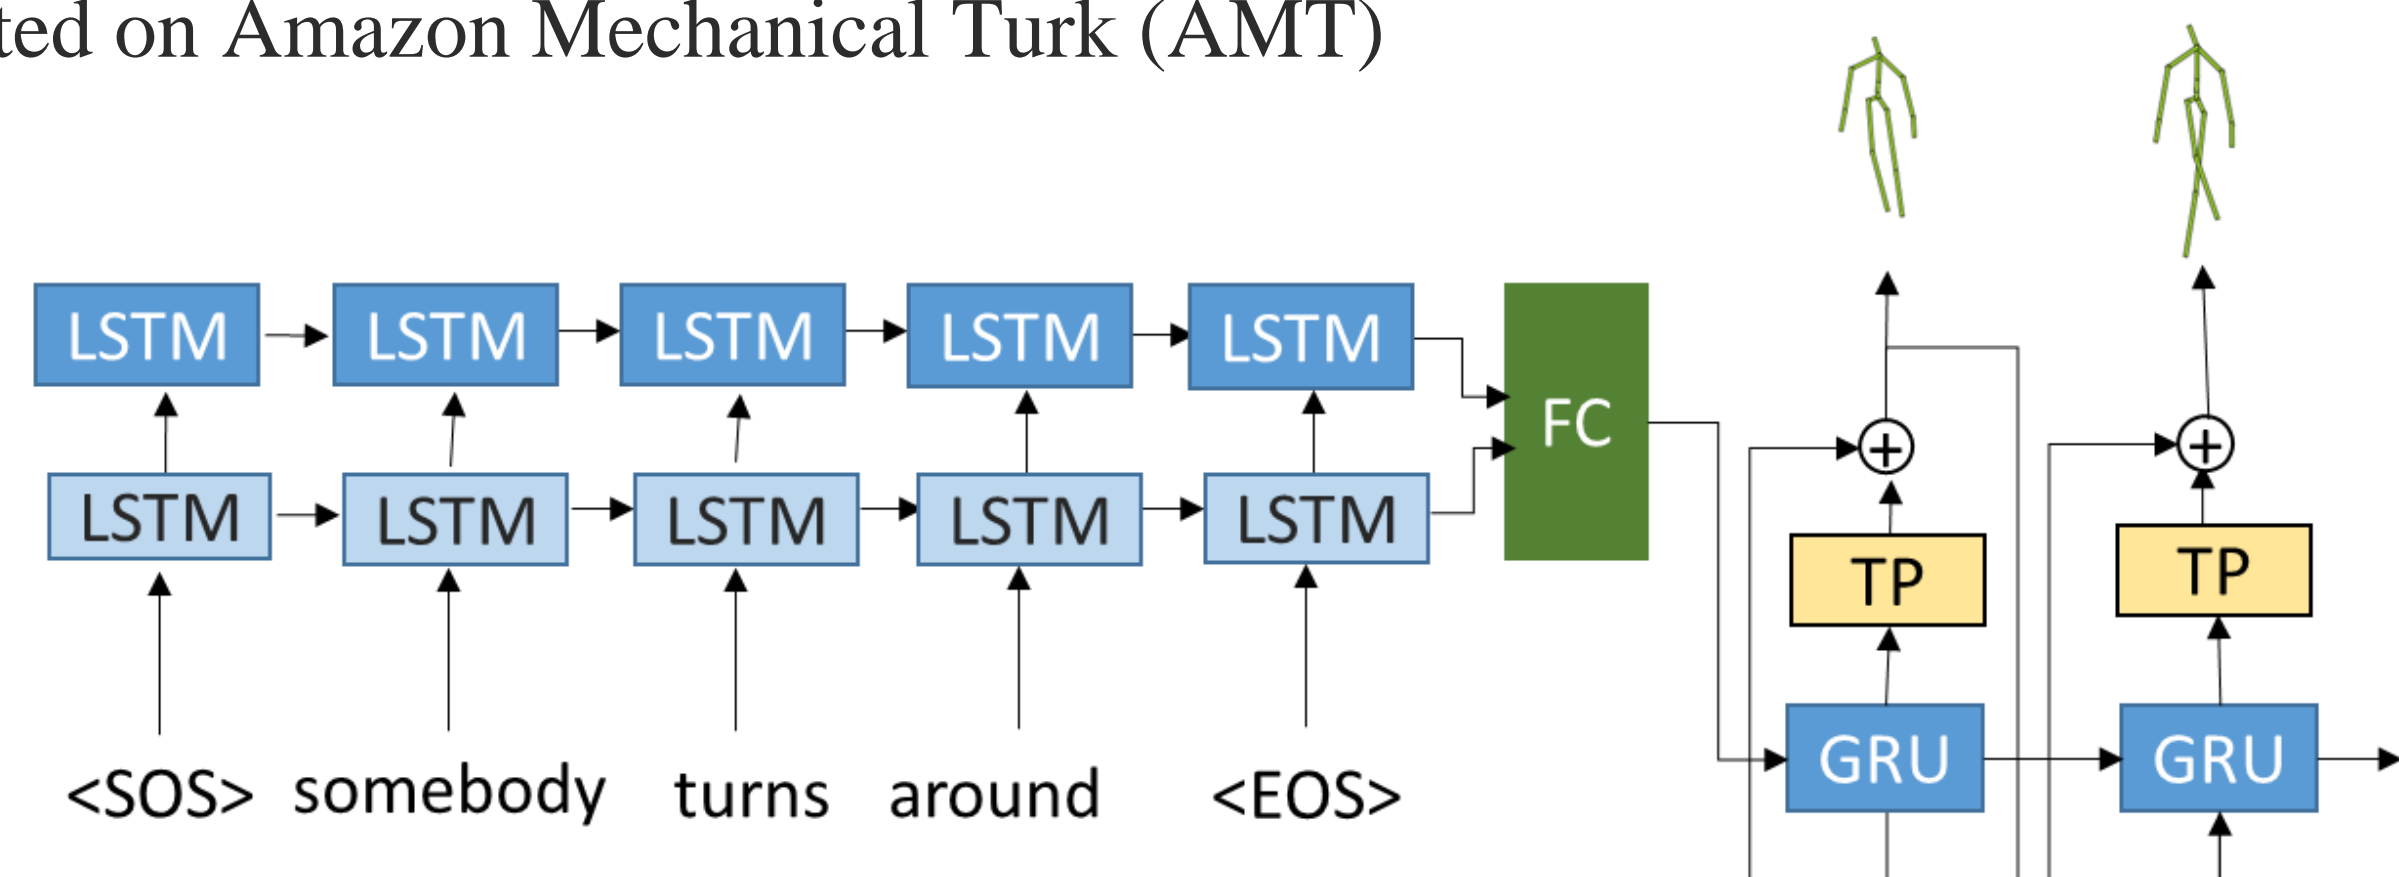 ted on Amazon Mechanical Turk (AMT)
LSTM LSTM LSTM LSTM LSTM
FC
LSTM LSTM LSTM LSTM LSTM
TP TP
GRU GRU
<SOS> somebody turns around <EOS>